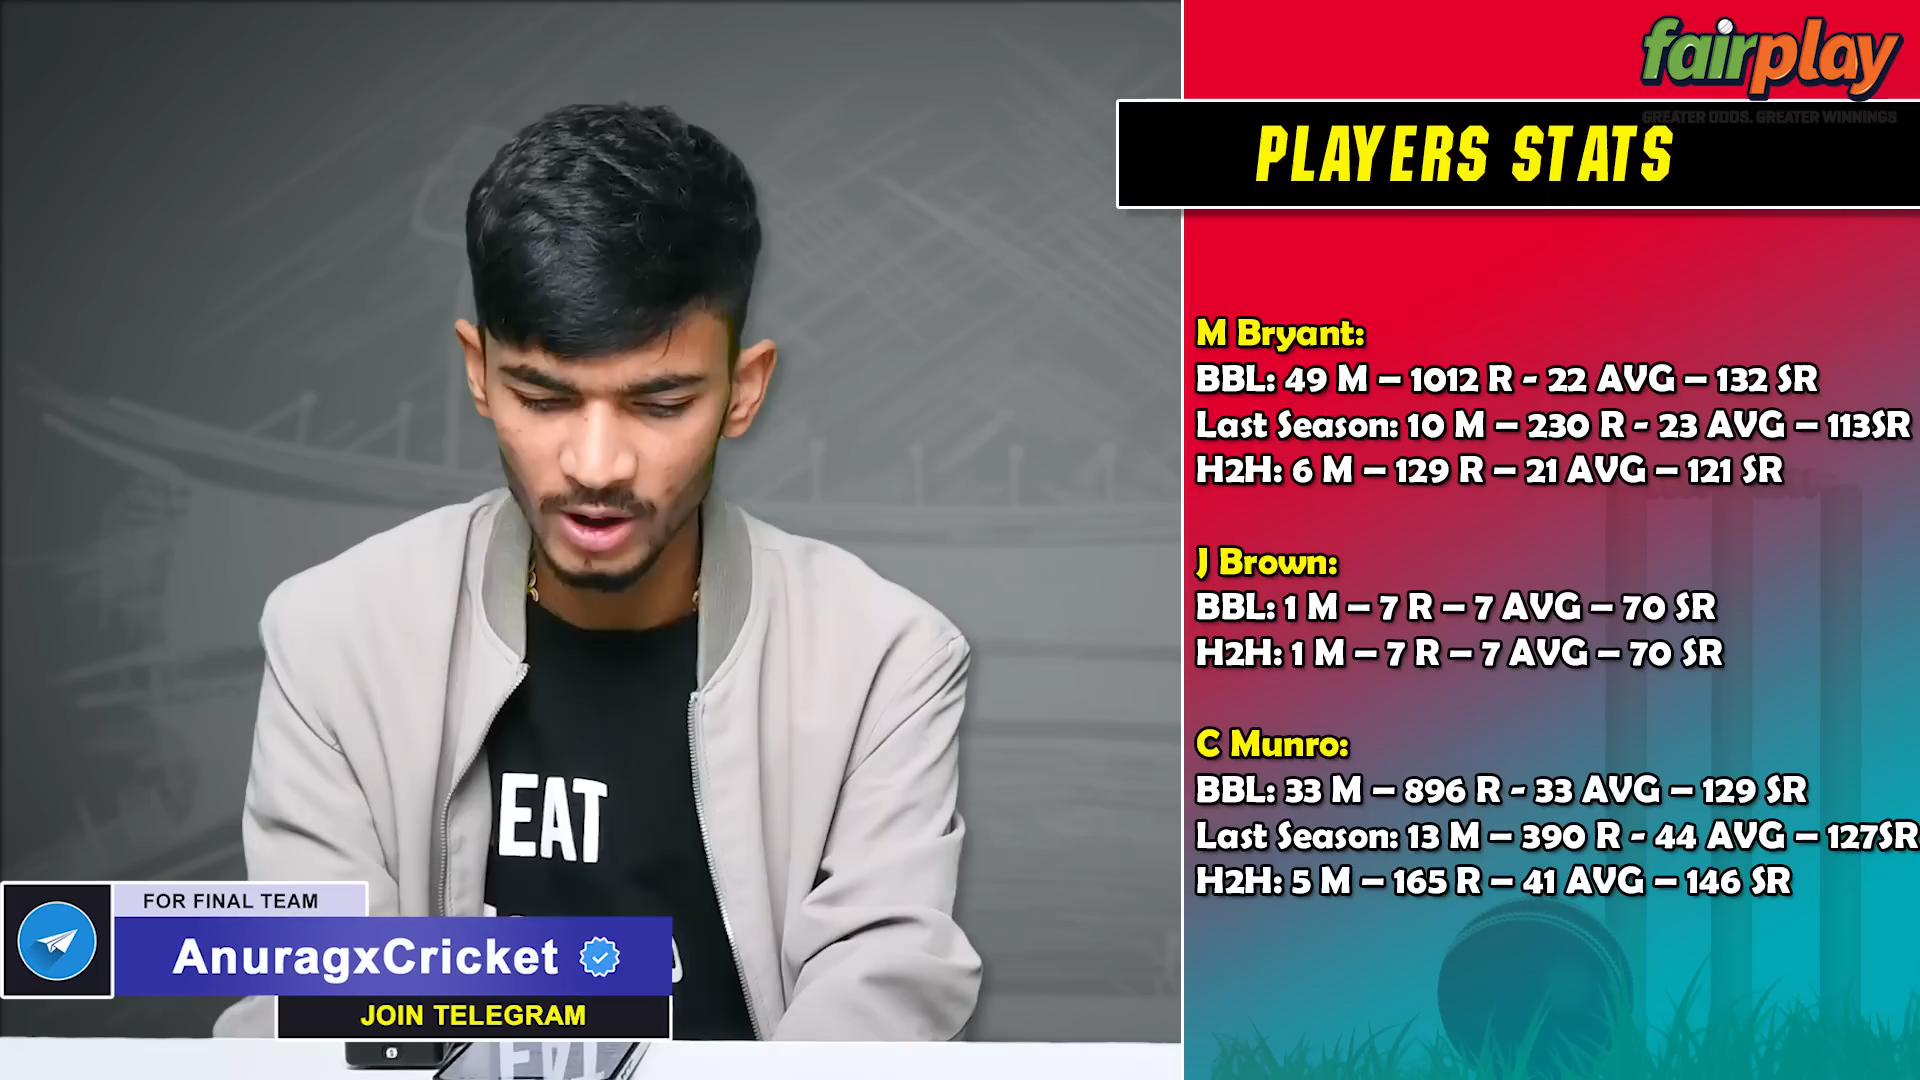 fairplay
GREATER ODDS. GREATER WINNINGS
PLAYERS STATS
M Bryant:
BBL: 49 M – 1012 R - 22 AVG – 132 SR
Last Season: 10 M – 230 R - 23 AVG – 113SR
H2H: 6 M – 129 R – 21 AVG – 121 SR
J Brown:
BBL: 1 M – 7 R – 7 AVG – 70 SR
H2H: 1 M – 7 R – 7 AVG – 70 SR
C Munro:
BBL: 33 M – 896 R - 33 AVG – 129 SR
Last Season: 13 M – 390 R - 44 AVG – 127SR
H2H: 5 M – 165 R – 41 AVG – 146 SR
EAT
FOR FINAL TEAM
AnuragxCricket
JOIN TELEGRAM